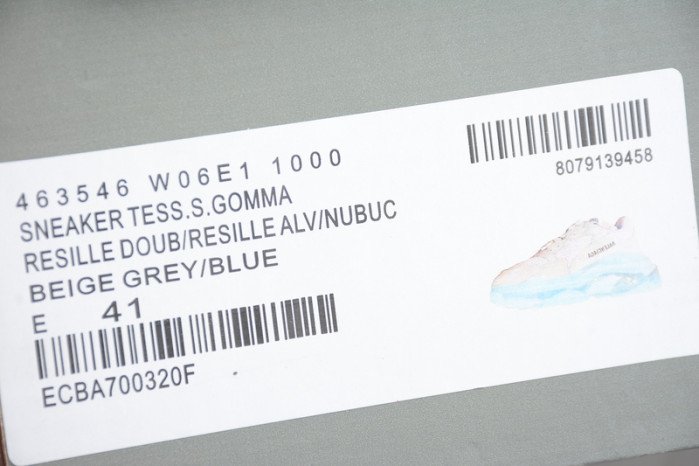 463546 W06E1 1000
SNEAKER TESS.S.GOMMA
RESILLE DOUB/RESILLE ALV/NUBUC
BEIGE GREY/BLUE
E 41
ECBA700320F
8079139458